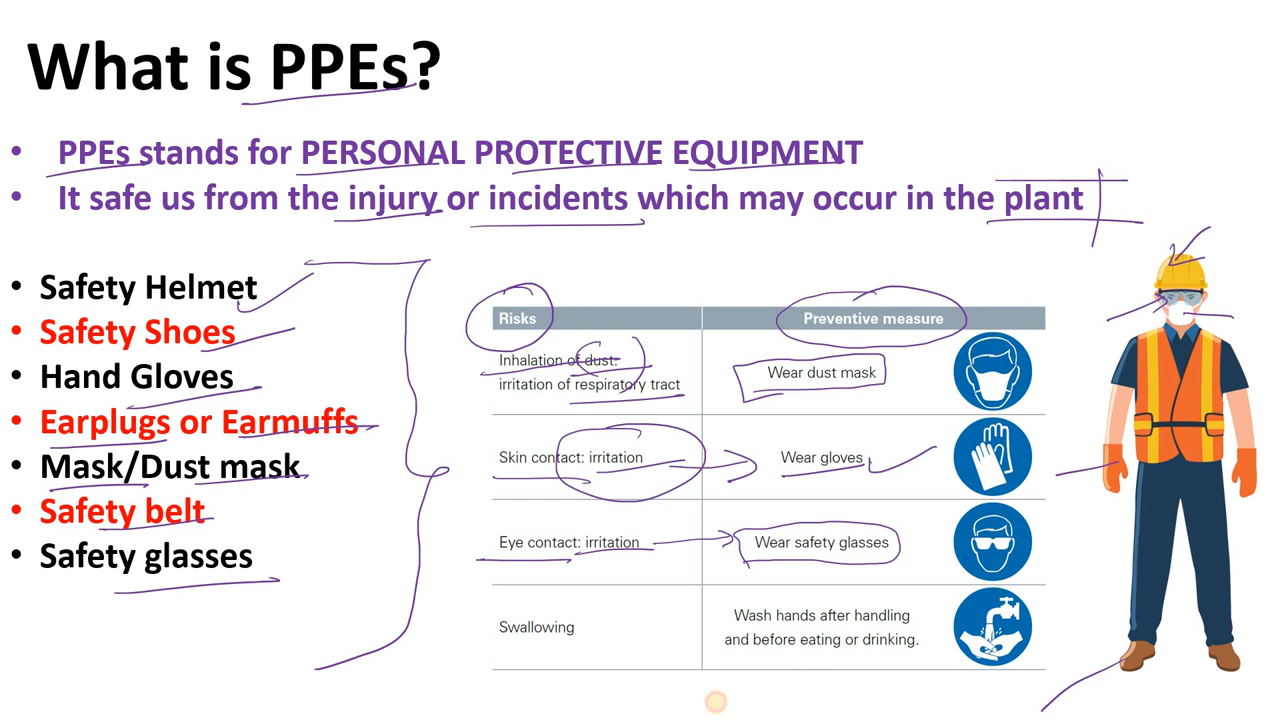 What is PPEs?
• PPEs stands for PERSONAL PROTECTIVE EQUIPMENT
• It safe us from the injury or incidents which may occur in the plant
• Safety Helmet
• Safety Shoes
• Hand Gloves
• Earplugs or Earmuffs
• Mask/Dust mask
• Safety belt
• Safety glasses
Risks
Preventive measure
Inhalation of dust:
irritation of respiratory tract
Wear dust mask
Skin contact: irritation
Wear gloves
Eye contact: irritation
Wear safety glasses
Swallowing
Wash hands after handling
and before eating or drinking.